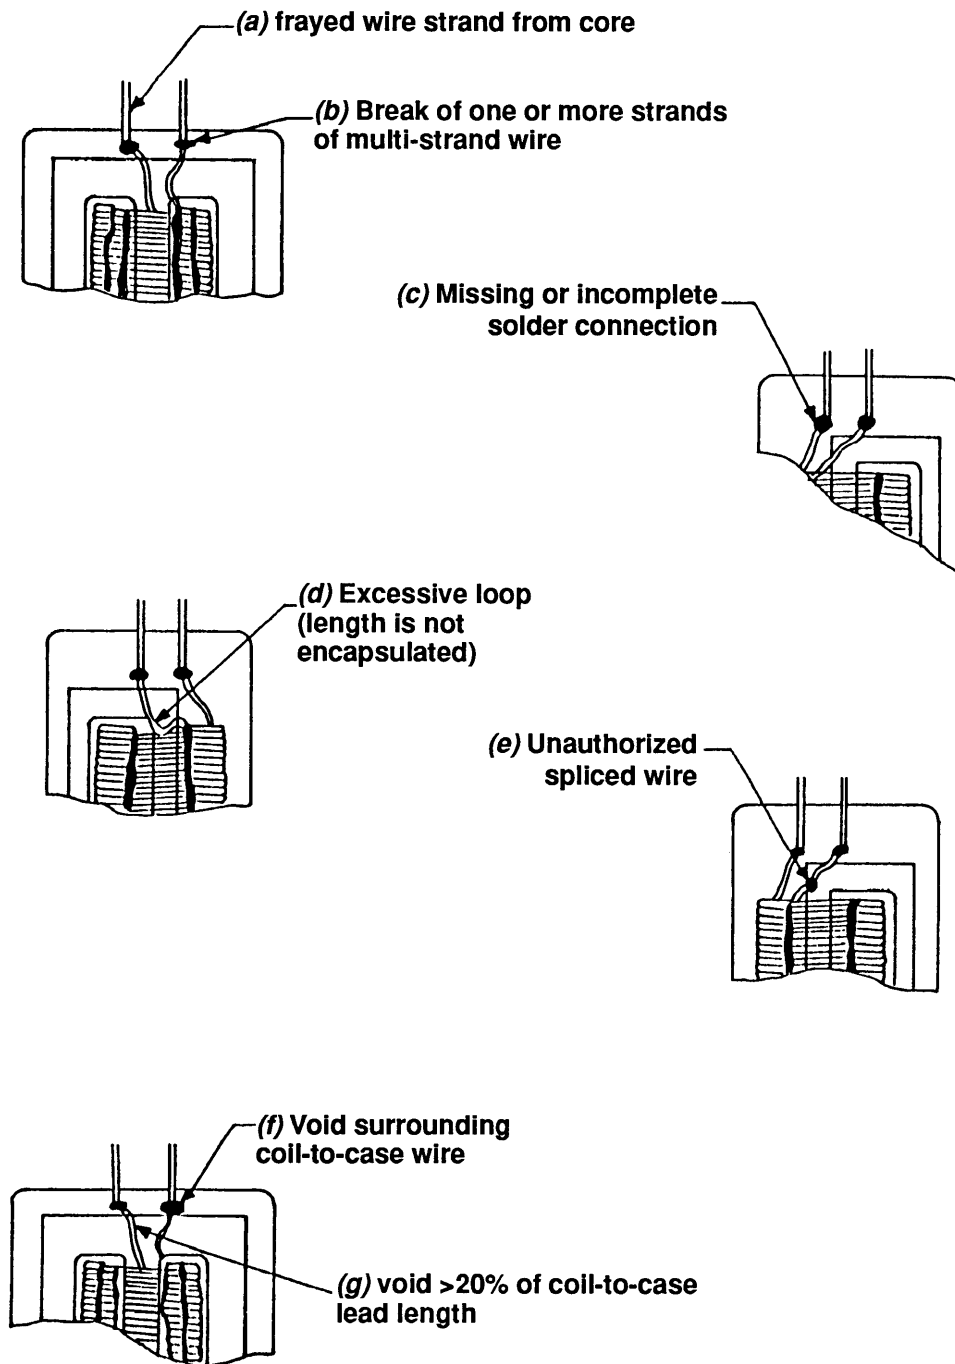 (a) frayed wire strand from core
(b) Break of one or more strands
of multi-strand wire
(c) Missing or incomplete
solder connection
(d) Excessive loop
(length is not
encapsulated)
(e) Unauthorized
spliced wire
(f) Void surrounding
coil-to-case wire
(g) void >20% of coil-to-case
lead length